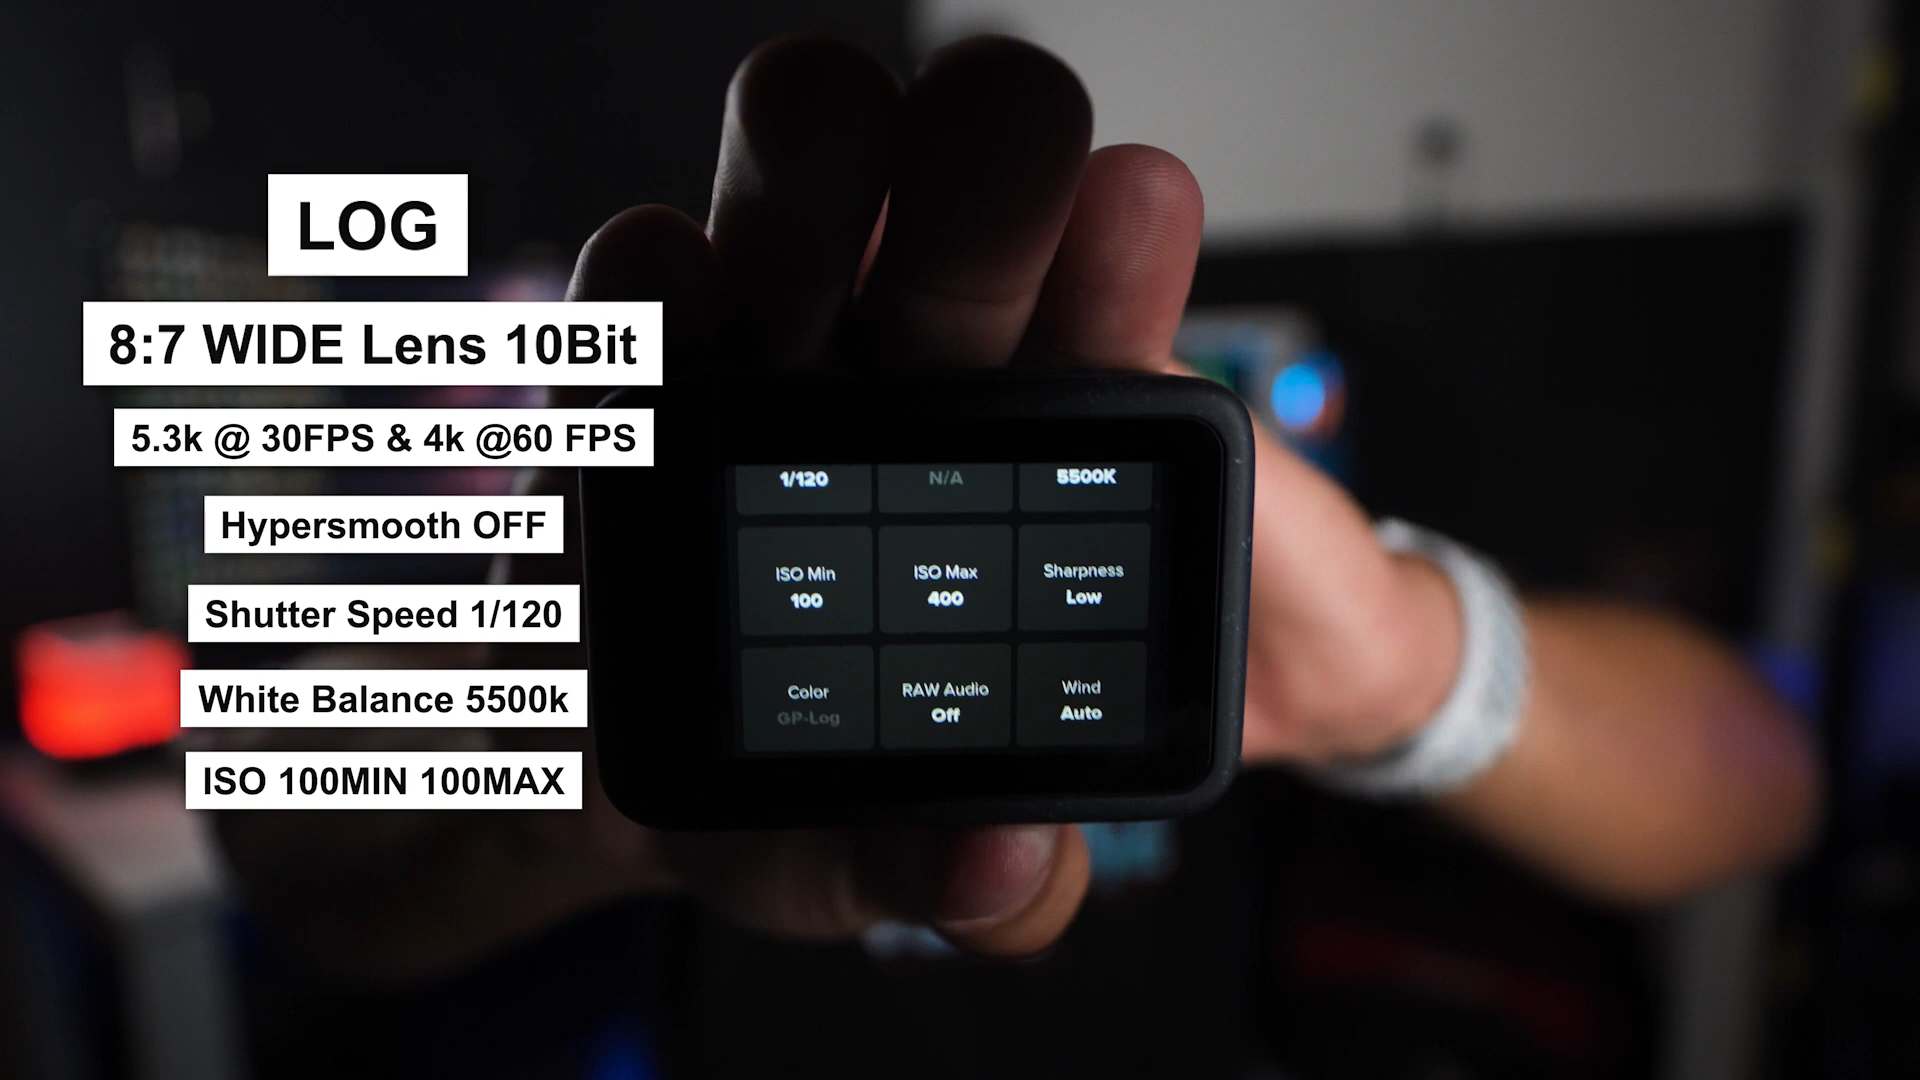 LOG
8:7 WIDE Lens 10Bit
5.3k @ 30FPS & 4k @60 FPS
Hypersmooth OFF
Shutter Speed 1/120
White Balance 5500k
ISO 100MIN 100MAX
1/120 N/A 5500K
ISO Min ISO Max Sharpness
100 400 Low
Color RAW Audio Wind
GP-Log Off Auto